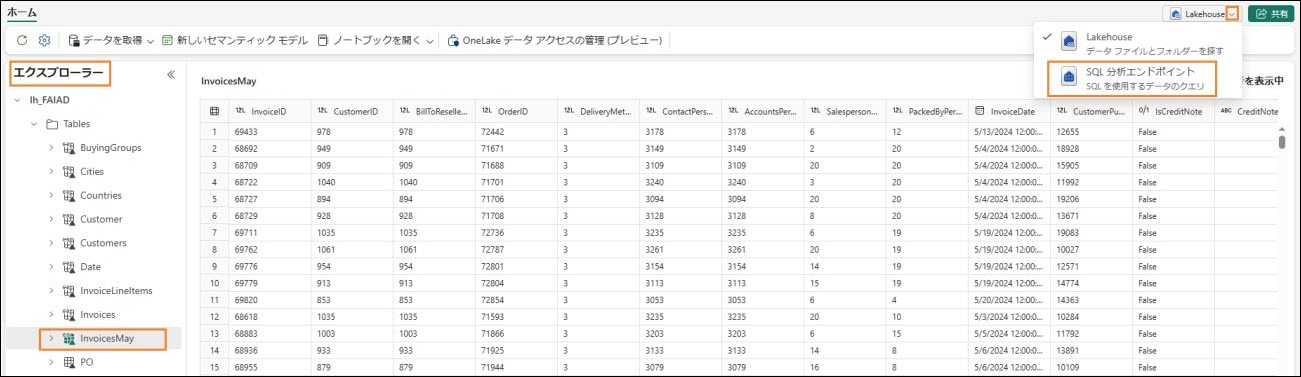 ホーム
Lakehouse 共有
データを取得 新しいセマンティック モデル ノートブックを開く OneLake データ アクセスの管理 (プレビュー)
Lakehouse
データ ファイルとフォルダーを探す
SQL 分析エンドポイント
SQL を使用するデータのクエリ
エクスプローラー
lh_FAIAD
Tables
BuyingGroups
Cities
Countries
Customer
Customers
Date
InvoiceLineItems
Invoices
InvoicesMay
PO
InvoicesMay を表示中
12L InvoiceID 12L CustomerID 12L BillToReselle... 12L OrderID 12L DeliveryMet... 12L ContactPers... 12L AccountsPer... 12L Salesperson... 12L PackedByPer... InvoiceDate 12L CustomerPu... 0/1 IsCreditNote ABC CreditNote
1 69433 978 978 72442 3 3178 3178 6 12 5/13/2024 12:00:... 12655 False
2 68692 949 949 71671 3 3149 3149 2 20 5/4/2024 12:00:0... 18928 False
3 68709 909 909 71688 3 3109 3109 20 20 5/4/2024 12:00:0... 15905 False
4 68722 1040 1040 71701 3 3240 3240 3 20 5/4/2024 12:00:0... 11992 False
5 68727 894 894 71706 3 3094 3094 20 20 5/4/2024 12:00:0... 19206 False
6 68729 928 928 71708 3 3128 3128 8 20 5/4/2024 12:00:0... 13671 False
7 69711 1035 1035 72736 3 3235 3235 6 19 5/19/2024 12:00:... 19083 False
8 69762 1061 1061 72787 3 3261 3261 20 19 5/19/2024 12:00:... 10027 False
9 69776 954 954 72801 3 3154 3154 14 19 5/19/2024 12:00:... 12571 False
10 69779 913 913 72804 3 3113 3113 15 19 5/19/2024 12:00:... 14774 False
11 69820 853 853 72854 3 3053 3053 6 4 5/20/2024 12:00:... 14363 False
12 68618 1035 1035 71593 3 3235 3235 20 10 5/3/2024 12:00:0... 10284 False
13 68883 1003 1003 71866 3 3203 3203 6 15 5/5/2024 12:00:0... 11792 False
14 68936 933 933 71925 3 3133 3133 14 8 5/6/2024 12:00:0... 13891 False
15 68955 879 879 71944 3 3079 3079 16 8 5/6/2024 12:00:0... 10109 False